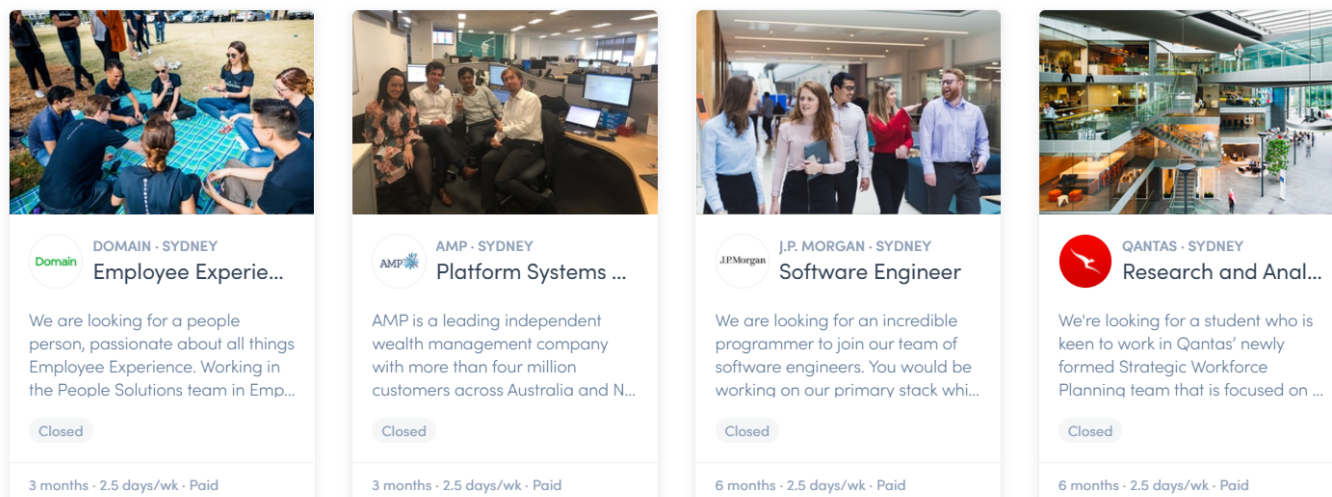 Domain
DOMAIN · SYDNEY
Employee Experie...
We are looking for a people
person, passionate about all things
Employee Experience. Working in
the People Solutions team in Emp...
Closed
3 months · 2.5 days/wk · Paid
AMP
AMP · SYDNEY
Platform Systems ...
AMP is a leading independent
wealth management company
with more than four million
customers across Australia and N...
Closed
3 months · 2.5 days/wk · Paid
J.P.Morgan
J.P. MORGAN · SYDNEY
Software Engineer
We are looking for an incredible
programmer to join our team of
software engineers. You would be
working on our primary stack whi...
Closed
6 months · 2.5 days/wk · Paid
QANTAS · SYDNEY
Research and Anal...
We're looking for a student who is
keen to work in Qantas’ newly
formed Strategic Workforce
Planning team that is focused on ...
Closed
6 months · 2.5 days/wk · Paid